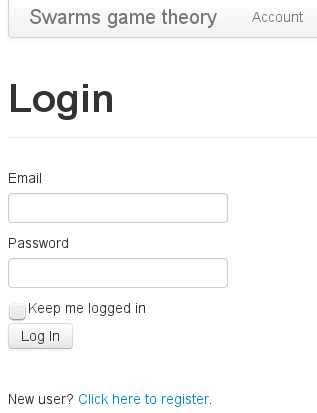 Swarms game theory Account
Login
Email
Password
Keep me logged in
Log In
New user? Click here to register.